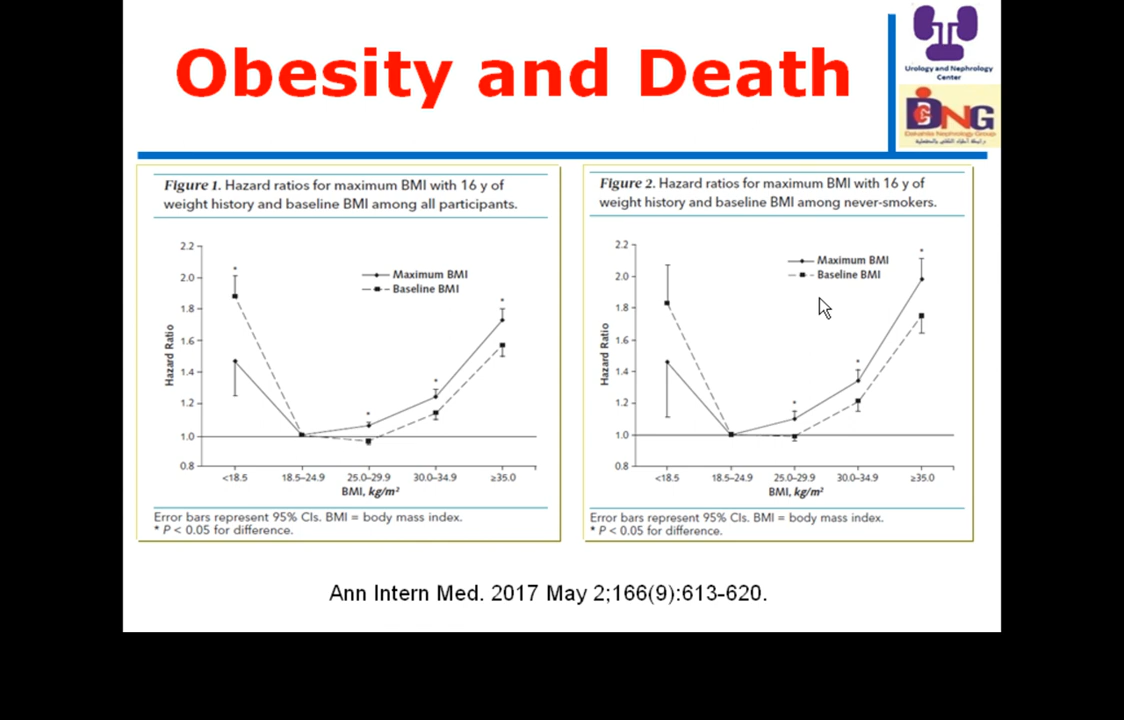 Obesity and Death
Urology and Nephrology
Center
DCNG
Dakahlia Nephrology Group
Figure 1. Hazard ratios for maximum BMI with 16 y of
weight history and baseline BMI among all participants.
2.2
2.0
1.8
1.6
1.4
1.2
1.0
0.8
Hazard Ratio
Maximum BMI
Baseline BMI
*
*
*
*
<18.5
18.5–24.9
25.0–29.9
30.0–34.9
≥35.0
BMI, kg/m²
Error bars represent 95% CIs. BMI = body mass index.
* P < 0.05 for difference.
Figure 2. Hazard ratios for maximum BMI with 16 y of
weight history and baseline BMI among never-smokers.
2.2
2.0
1.8
1.6
1.4
1.2
1.0
0.8
Hazard Ratio
Maximum BMI
Baseline BMI
*
*
*
<18.5
18.5–24.9
25.0–29.9
30.0–34.9
≥35.0
BMI, kg/m²
Error bars represent 95% CIs. BMI = body mass index.
* P < 0.05 for difference.
Ann Intern Med. 2017 May 2;166(9):613-620.